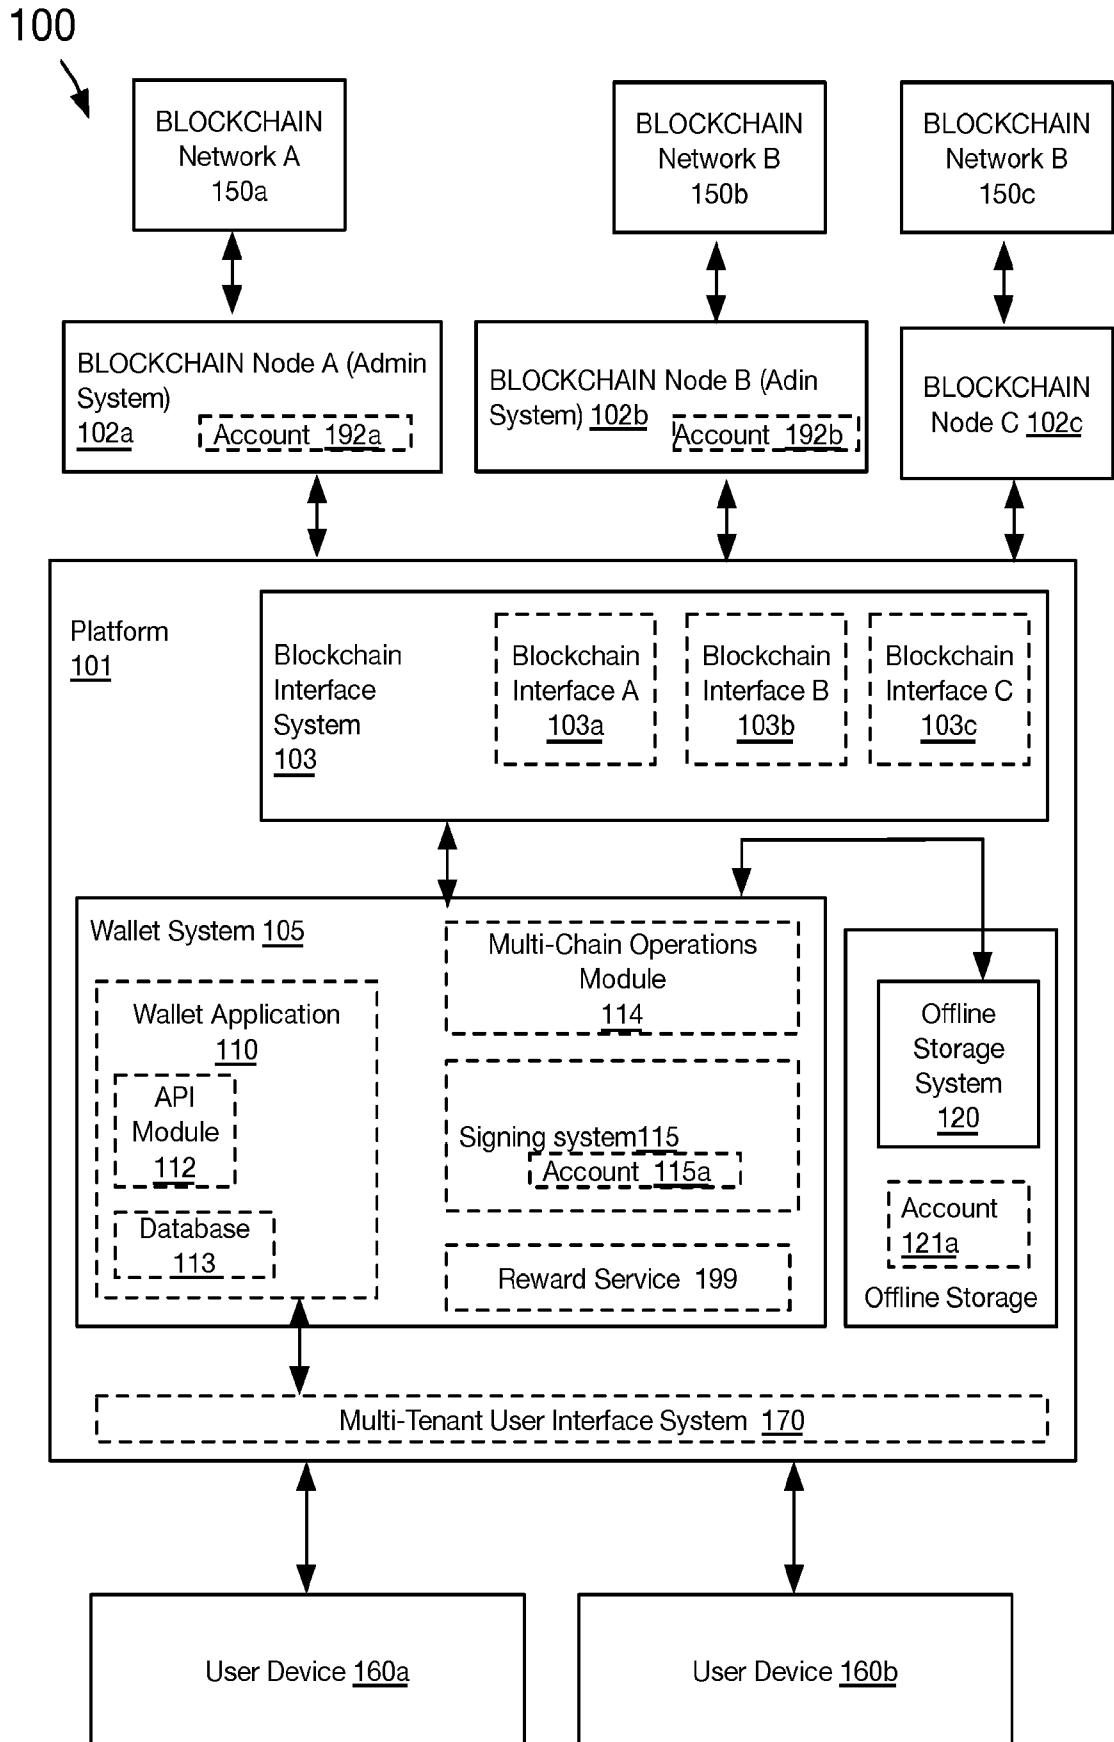 100
BLOCKCHAIN
Network A
150a
BLOCKCHAIN
Network B
150b
BLOCKCHAIN
Network B
150c
BLOCKCHAIN Node A (Admin
System)
102a
Account 192a
BLOCKCHAIN Node B (Adin
System) 102b
Account 192b
BLOCKCHAIN
Node C 102c
Platform
101
Blockchain
Interface
System
103
Blockchain
Interface A
103a
Blockchain
Interface B
103b
Blockchain
Interface C
103c
Wallet System 105
Wallet Application
110
API
Module
112
Database
113
Multi-Chain Operations
Module
114
Signing system115
Account 115a
Reward Service 199
Offline
Storage
System
120
Account
121a
Offline Storage
Multi-Tenant User Interface System 170
User Device 160a
User Device 160b